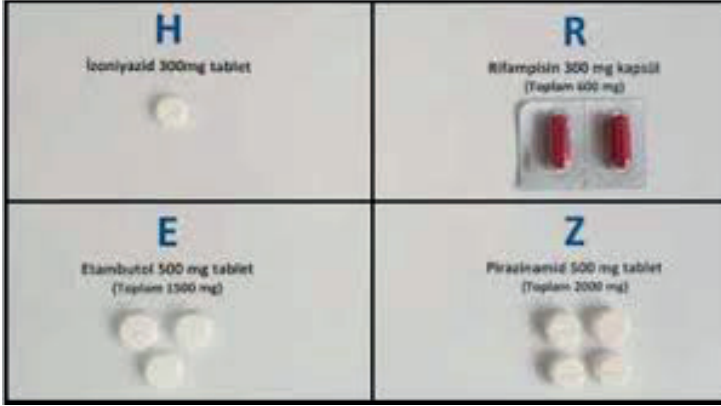 H
İzoniyazid 300mg tablet
R
Rifampisin 300 mg kapsül
(Toplam 600 mg)
E
Etambutol 500 mg tablet
(Toplam 1500 mg)
Z
Pirazinamid 500 mg tablet
(Toplam 2000 mg)